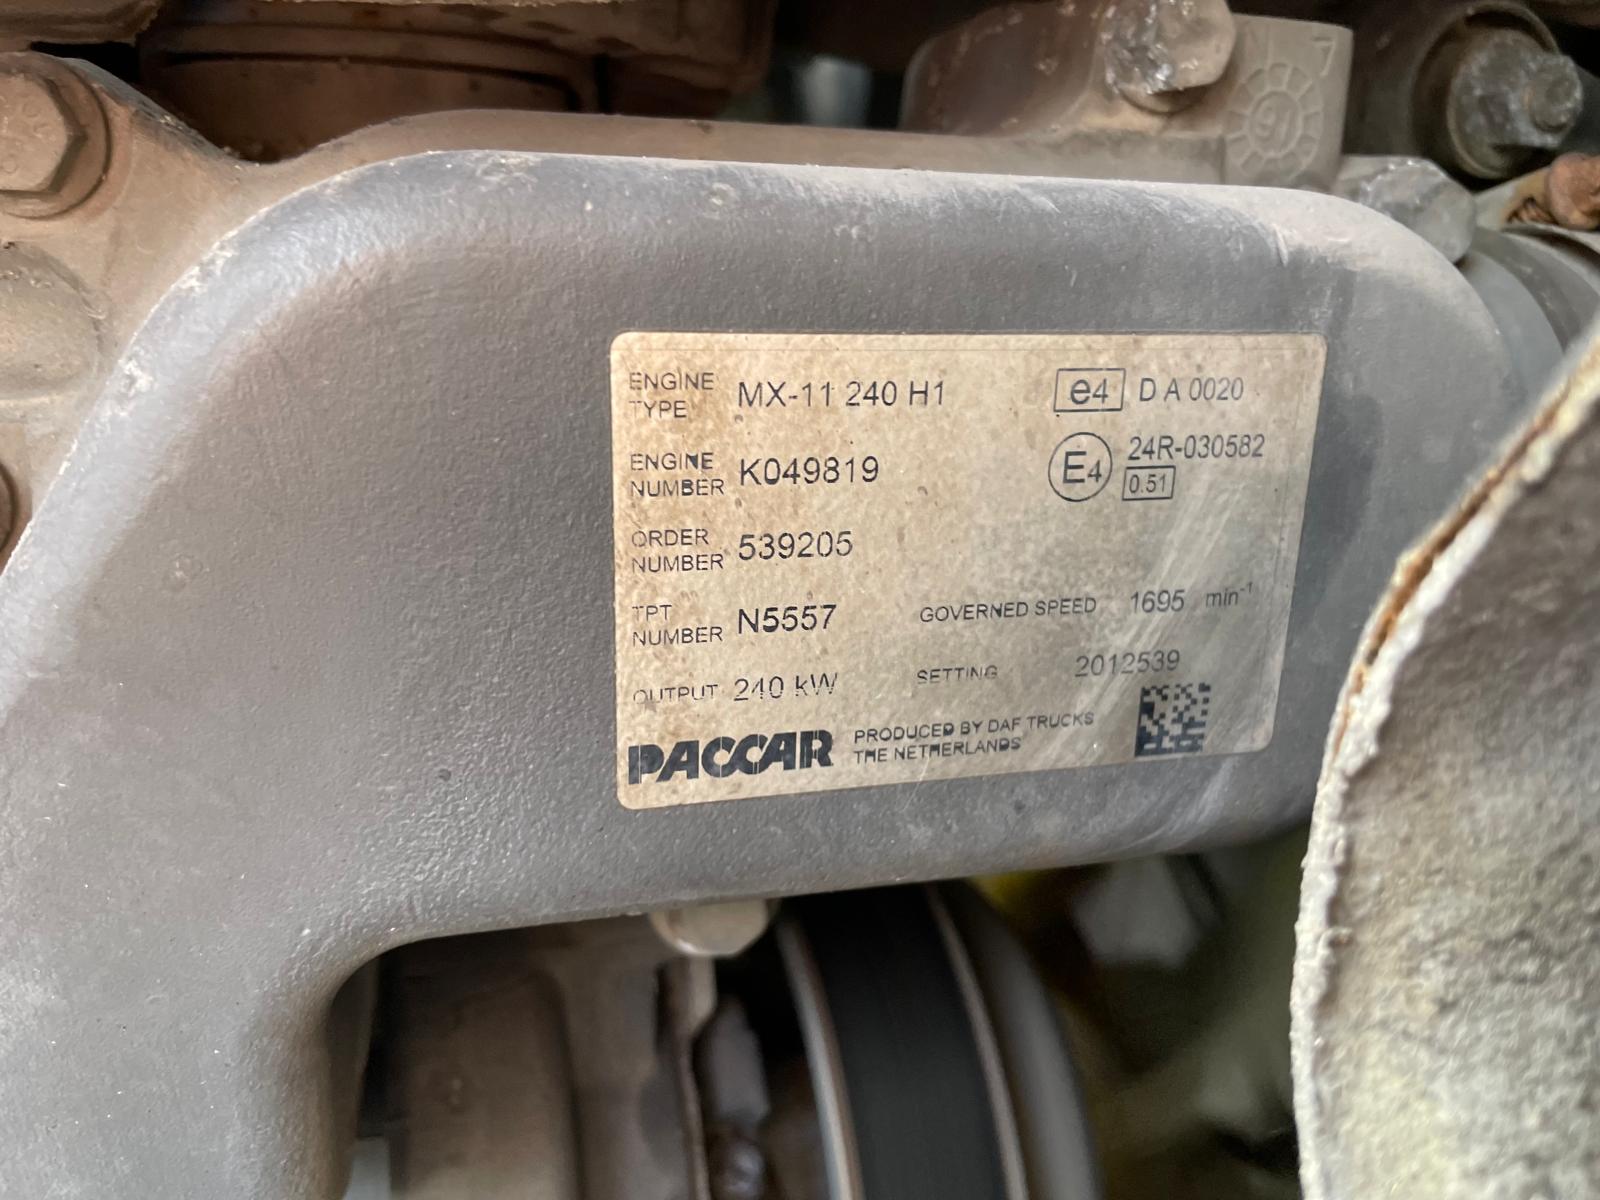 ENGINE TYPE MX-11 240 H1 e4 D A 0020
ENGINE NUMBER K049819 E4 24R-030582
0.51
ORDER NUMBER 539205
TPT NUMBER N5557 GOVERNED SPEED 1695 min-1
OUTPUT 240 kW SETTING 2012539
PACCAR PRODUCED BY DAF TRUCKS
THE NETHERLANDS
16
7